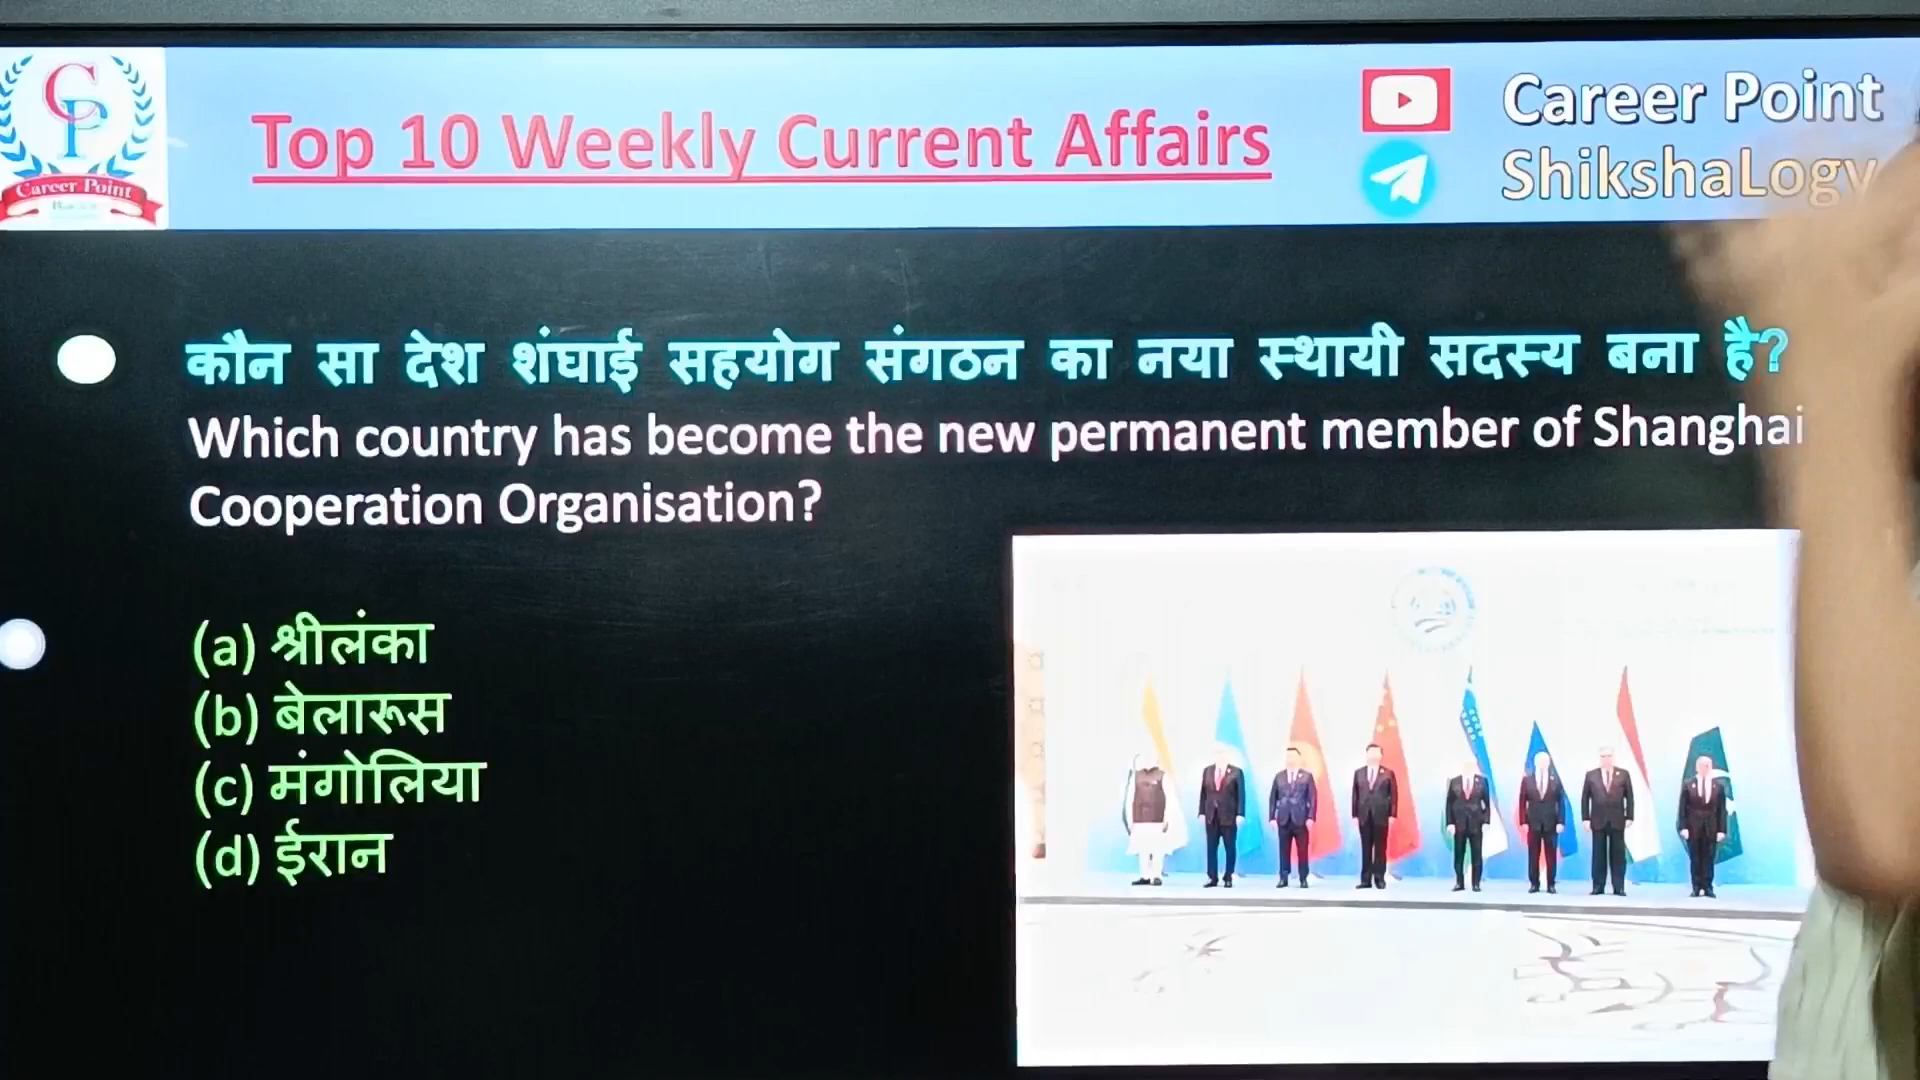 CP
Career Point
Top 10 Weekly Current Affairs
Career Point
ShikshaLogy
कौन सा देश शंघाई सहयोग संगठन का नया स्थायी सदस्य बना है?
Which country has become the new permanent member of Shanghai
Cooperation Organisation?
(a) श्रीलंका
(b) बेलारूस
(c) मंगोलिया
(d) ईरान